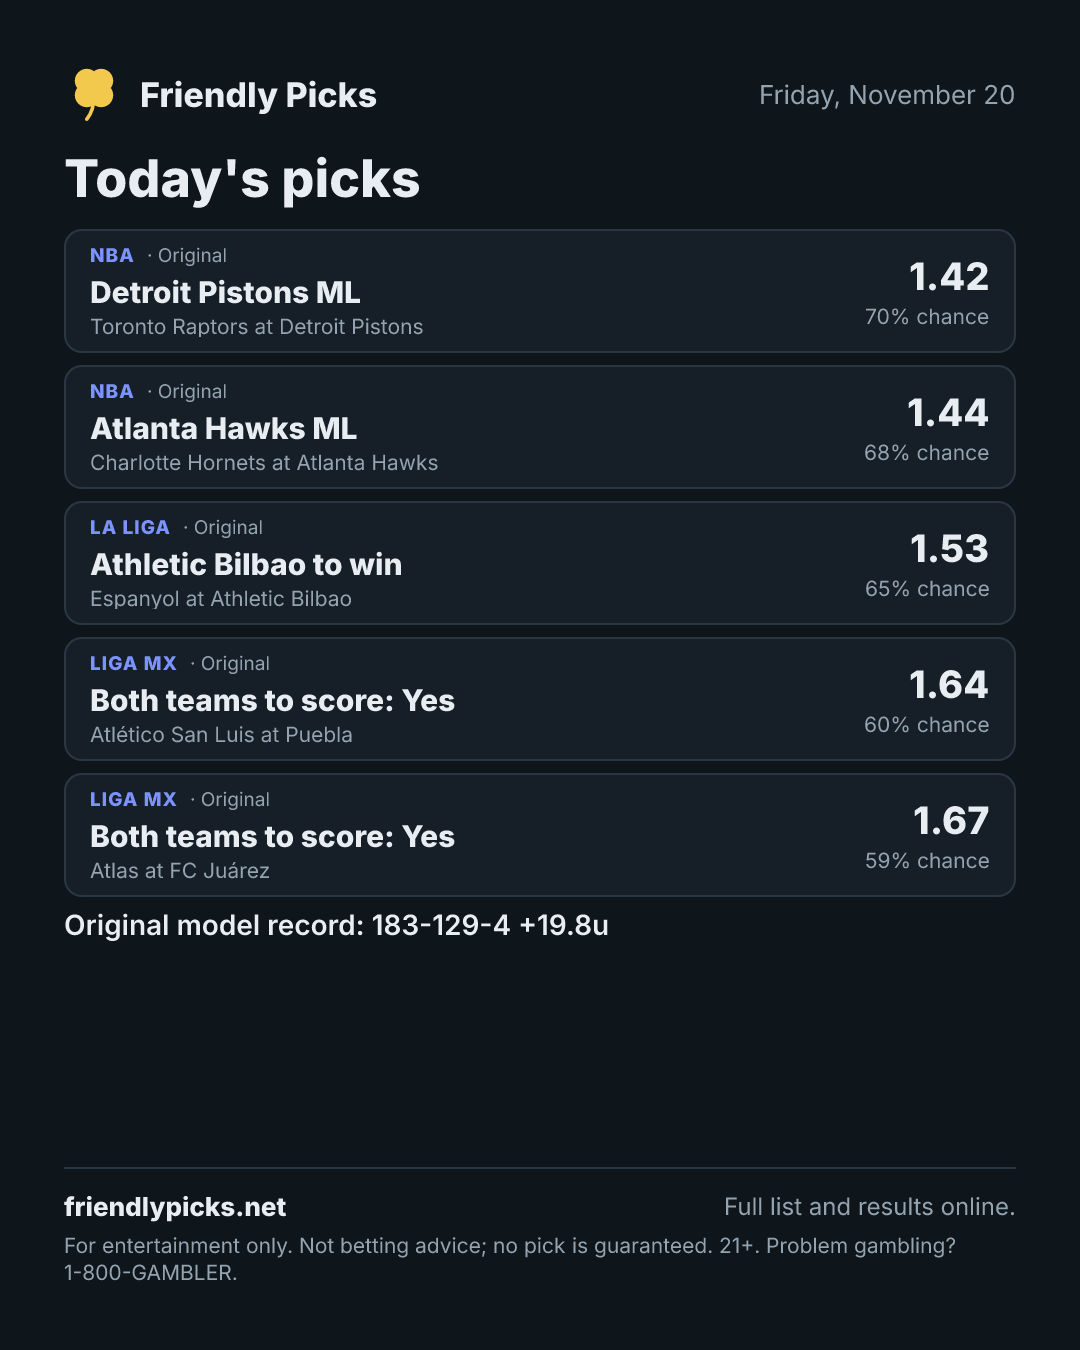 Friendly Picks
Friday, November 20
Today's picks
NBA · Original
Detroit Pistons ML
Toronto Raptors at Detroit Pistons
1.42
70% chance
NBA · Original
Atlanta Hawks ML
Charlotte Hornets at Atlanta Hawks
1.44
68% chance
LA LIGA · Original
Athletic Bilbao to win
Espanyol at Athletic Bilbao
1.53
65% chance
LIGA MX · Original
Both teams to score: Yes
Atlético San Luis at Puebla
1.64
60% chance
LIGA MX · Original
Both teams to score: Yes
Atlas at FC Juárez
1.67
59% chance
Original model record: 183-129-4 +19.8u
friendlypicks.net
Full list and results online.
For entertainment only. Not betting advice; no pick is guaranteed. 21+. Problem gambling?
1-800-GAMBLER.